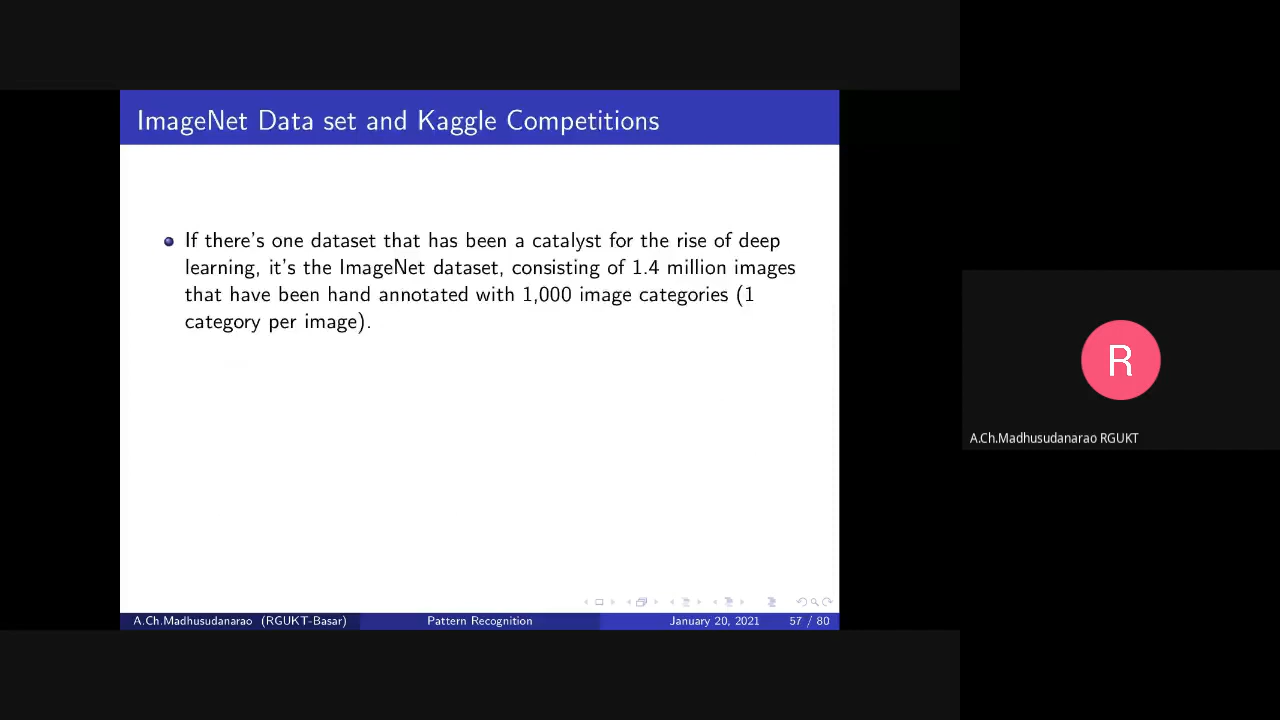 ImageNet Data set and Kaggle Competitions
If there's one dataset that has been a catalyst for the rise of deep
learning, it's the ImageNet dataset, consisting of 1.4 million images
that have been hand annotated with 1,000 image categories (1
category per image).
R
A.Ch.Madhusudanarao RGUKT
A.Ch.Madhusudanarao (RGUKT-Basar) Pattern Recognition January 20, 2021 57 / 80